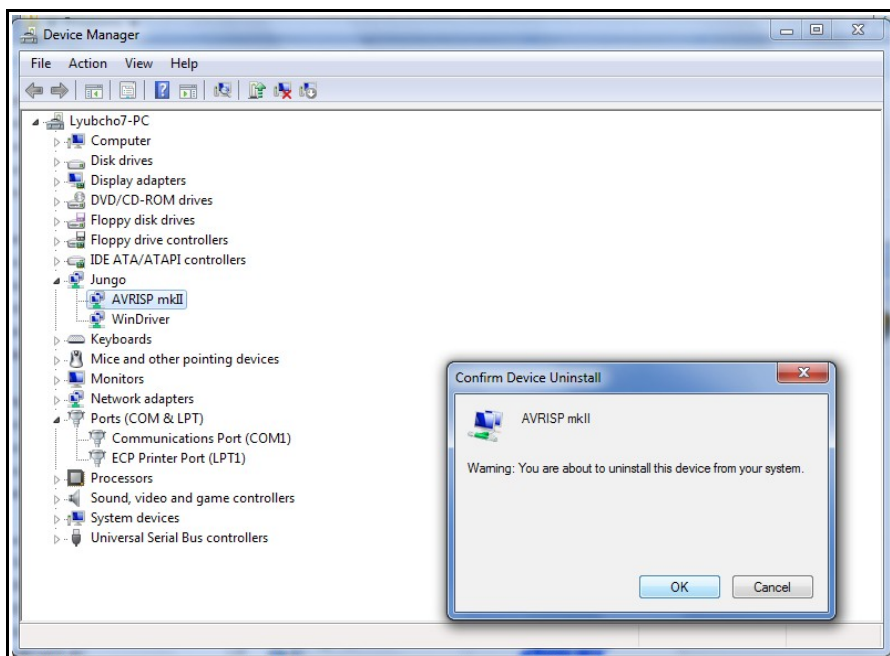 Device Manager
File Action View Help
Lyubcho7-PC
Computer
Disk drives
Display adapters
DVD/CD-ROM drives
Floppy disk drives
Floppy drive controllers
IDE ATA/ATAPI controllers
Jungo
AVRISP mkII
WinDriver
Keyboards
Mice and other pointing devices
Monitors
Network adapters
Ports (COM & LPT)
Communications Port (COM1)
ECP Printer Port (LPT1)
Processors
Sound, video and game controllers
System devices
Universal Serial Bus controllers
Confirm Device Uninstall
AVRISP mkII
Warning: You are about to uninstall this device from your system.
OK Cancel